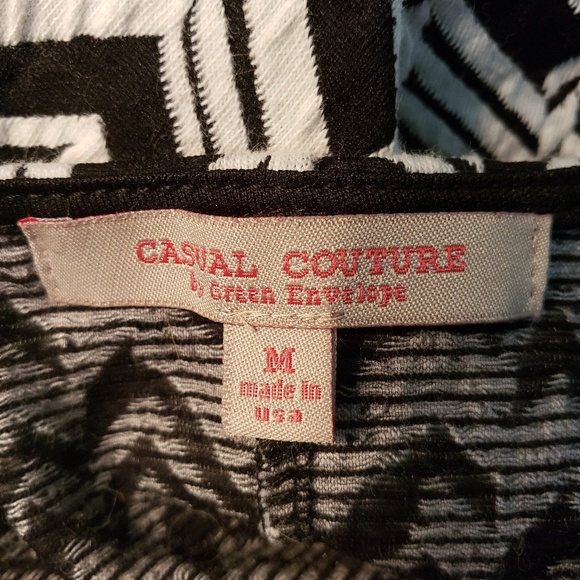 CASUAL COUTURE
by Green Envelope
M
made in
usa